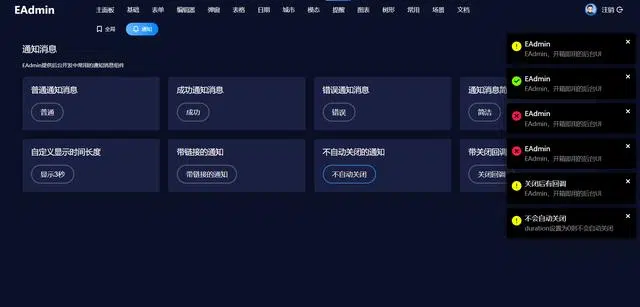 EAdmin 主面板 基础 表单 编辑器 弹窗 表格 日期 城市 模态 提醒 图表 树形 常用 场景 文档 注销
全局 通知
通知消息
EAdmin提供后台开发中常用的通知消息组件
普通通知消息 成功通知消息 错误通知消息 通知消息简
普通 成功 错误 简洁
自定义显示时间长度 带链接的通知 不自动关闭的通知 带关闭回调
显示3秒 带链接的通知 不自动关闭 关闭回调
EAdmin
EAdmin，开箱即用的后台UI
EAdmin
EAdmin，开箱即用的后台UI
EAdmin
EAdmin，开箱即用的后台UI
EAdmin
EAdmin，开箱即用的后台UI
关闭后有回调
EAdmin，开箱即用的后台UI
不会自动关闭
duration设置为0则不会自动关闭